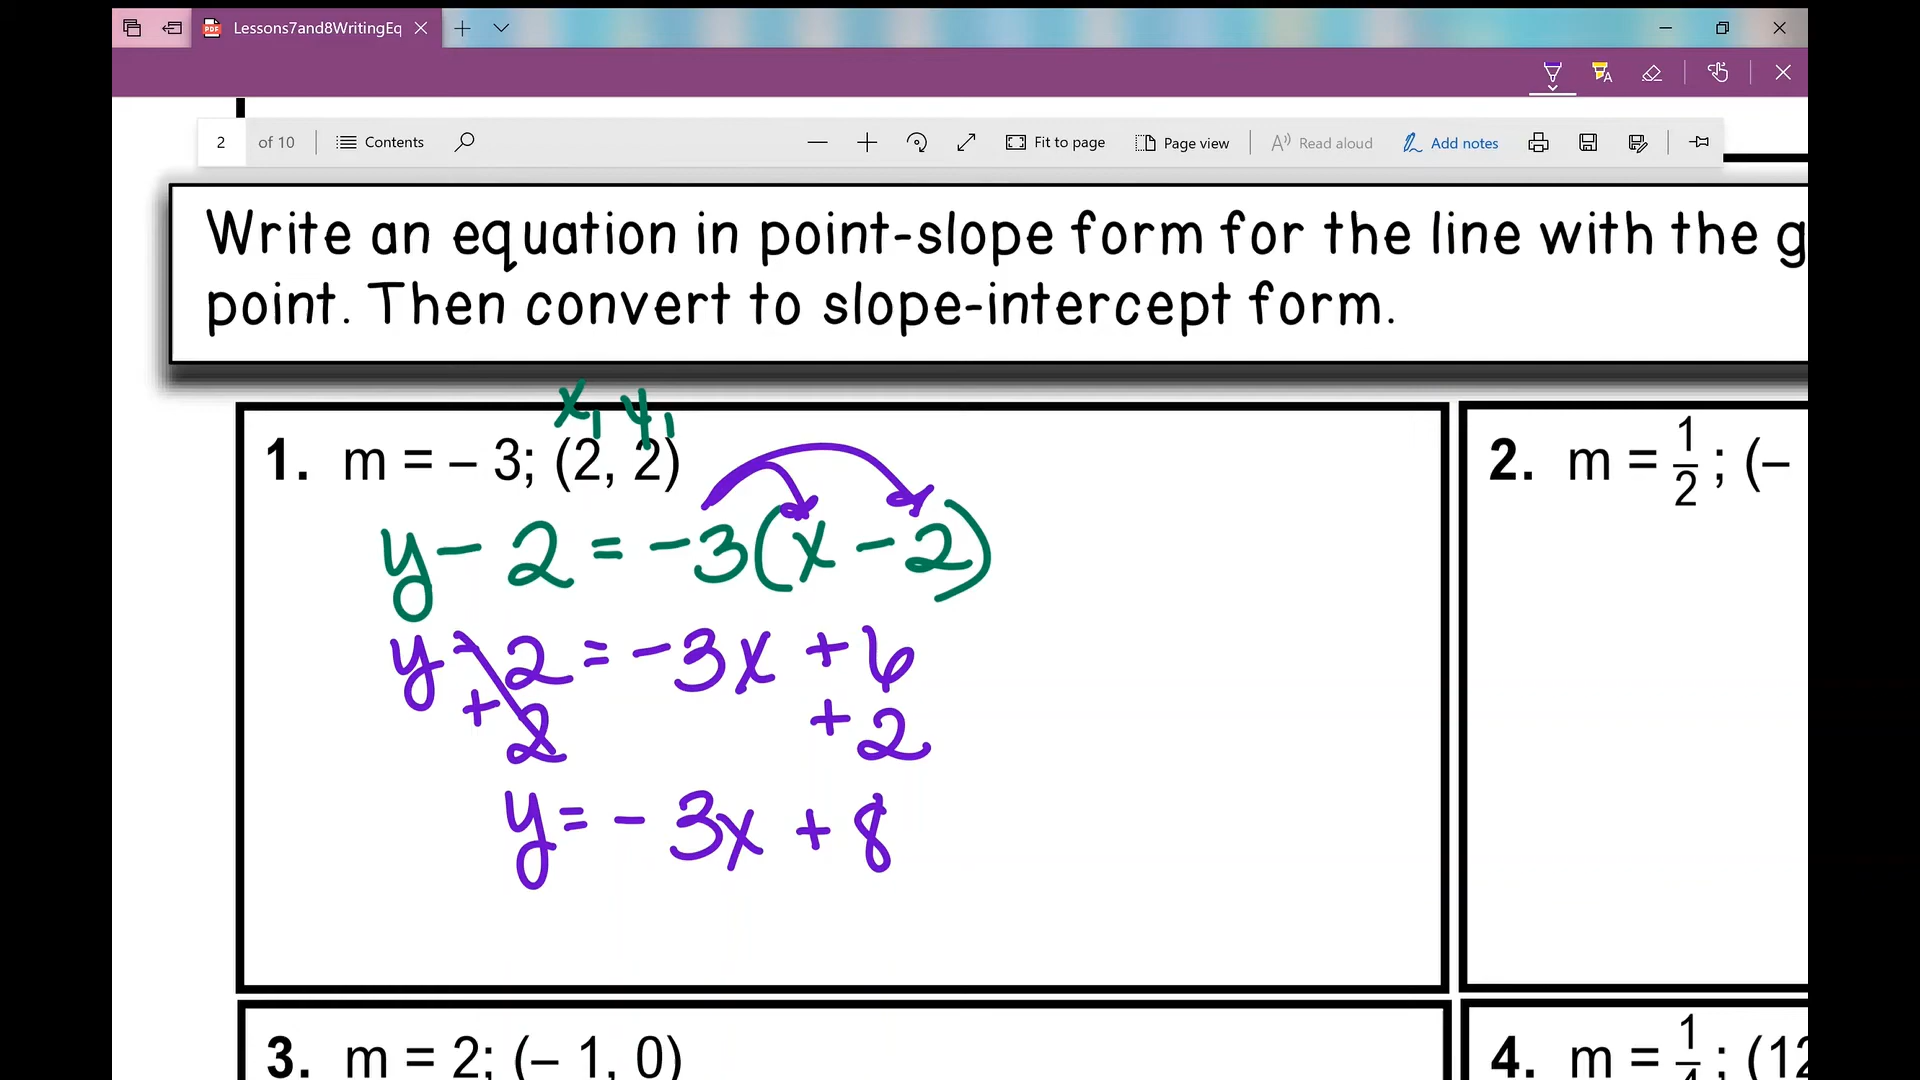 Lessons7and8WritingEq
2 of 10 Contents Fit to page Page view Read aloud Add notes
Write an equation in point-slope form for the line with the g
point. Then convert to slope-intercept form.
x₁ y₁
1. m = – 3; (2, 2)
y - 2 = -3(x - 2)
y - 2 = -3x + 6
+ 2 + 2
y = - 3x + 8
2. m = 1/2 ; (–
3. m = 2; (– 1, 0)
4. m = 1/4 ; (12